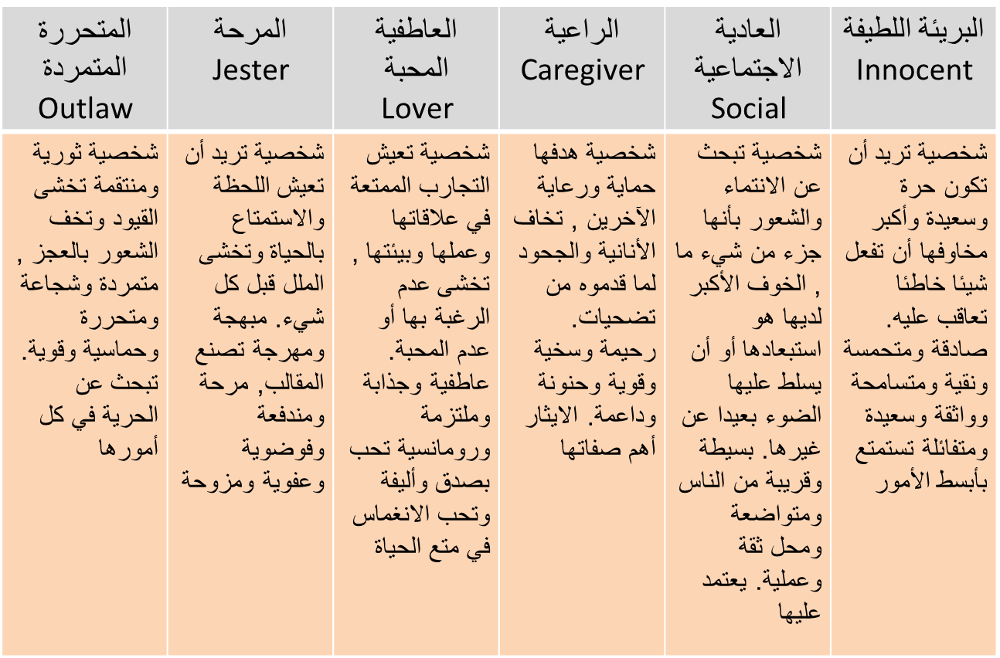 البريئة اللطيفة
Innocent
العادية
الاجتماعية
Social
الراعية
Caregiver
العاطفية
المحبة
Lover
المرحة
Jester
المتحررة
المتمردة
Outlaw
شخصية تريد أن
تكون حرة
وسعيدة وأكبر
مخاوفها أن تفعل
شيئا خاطئا
تعاقب عليه.
صادقة ومتحمسة
ونقية ومتسامحة
وواثقة وسعيدة
ومتفائلة تستمتع
بأبسط الأمور
شخصية تبحث
عن الانتماء
والشعور بأنها
جزء من شيء ما
, الخوف الأكبر
لديها هو
استبعادها أو أن
يسلط عليها
الضوء بعيدا عن
غيرها. بسيطة
وقريبة من الناس
ومتواضعة
ومحل ثقة
وعملية. يعتمد
عليها
شخصية هدفها
حماية ورعاية
الآخرين , تخاف
الأنانية والجحود
لما قدموه من
تضحيات.
رحيمة وسخية
وقوية وحنونة
وداعمة. الايثار
أهم صفاتها
شخصية تعيش
التجارب الممتعة
في علاقاتها
وعملها وبيئتها ,
تخشى عدم
الرغبة بها أو
عدم المحبة.
عاطفية وجذابة
وملتزمة
ورومانسية تحب
بصدق وأليفة
وتحب الانغماس
في متع الحياة
شخصية تريد أن
تعيش اللحظة
والاستمتاع
بالحياة وتخشى
الملل قبل كل
شيء. مبهجة
ومهرجة تصنع
المقالب, مرحة
ومندفعة
وفوضوية
وعفوية ومزوحة
شخصية ثورية
ومنتقمة تخشى
القيود وتخف
الشعور بالعجز ,
متمردة وشجاعة
ومتحررة
وحماسية وقوية.
تبحث عن
الحرية في كل
أمورها